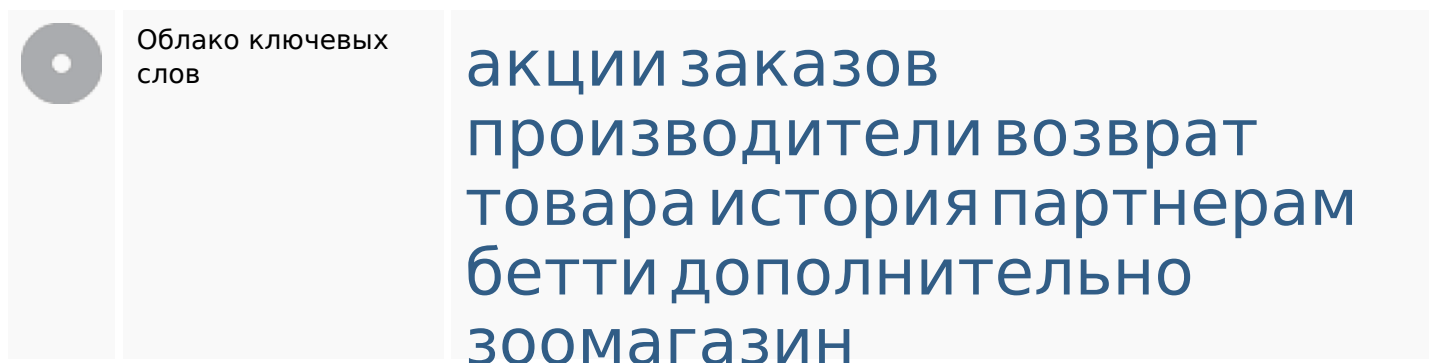 Облако ключевых
слов
акции заказов
производители возврат
товара история партнерам
бетти дополнительно
зоомагазин